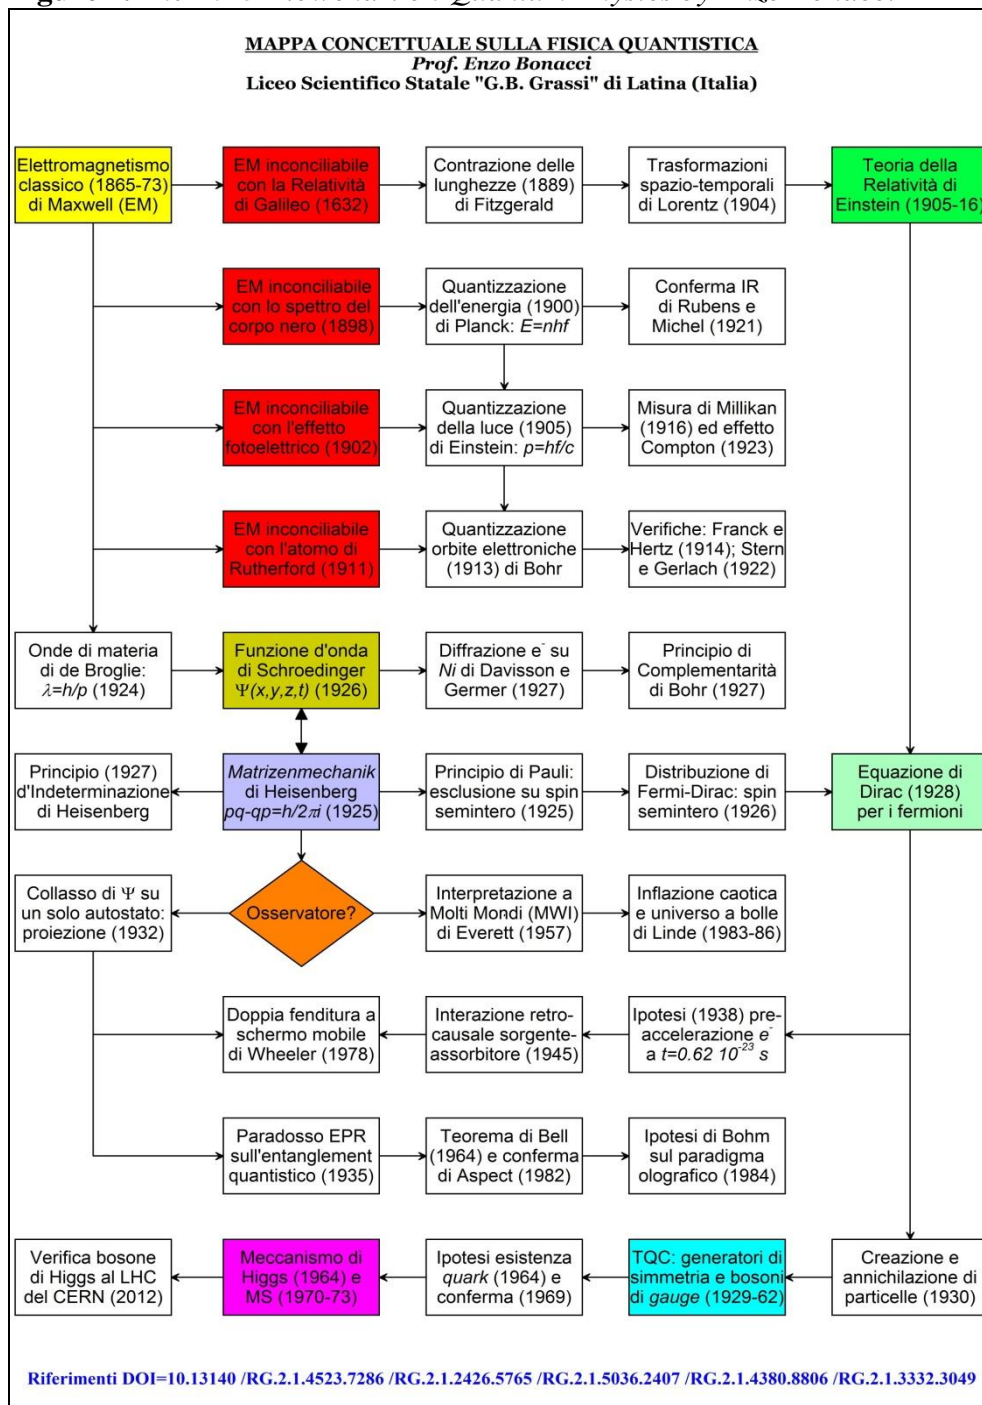 MAPPA CONCETTUALE SULLA FISICA QUANTISTICA
Prof. Enzo Bonacci
Liceo Scientifico Statale "G.B. Grassi" di Latina (Italia)
Elettromagnetismo
classico (1865-73)
di Maxwell (EM)
EM inconciliabile
con la Relatività
di Galileo (1632)
Contrazione delle
lunghezze (1889)
di Fitzgerald
Trasformazioni
spazio-temporali
di Lorentz (1904)
Teoria della
Relatività di
Einstein (1905-16)
EM inconciliabile
con lo spettro del
corpo nero (1898)
Quantizzazione
dell'energia (1900)
di Planck: E=nhf
Conferma IR
di Rubens e
Michel (1921)
EM inconciliabile
con l'effetto
fotoelettrico (1902)
Quantizzazione
della luce (1905)
di Einstein: p=hf/c
Misura di Millikan
(1916) ed effetto
Compton (1923)
EM inconciliabile
con l'atomo di
Rutherford (1911)
Quantizzazione
orbite elettroniche
(1913) di Bohr
Verifiche: Franck e
Hertz (1914); Stern
e Gerlach (1922)
Onde di materia
di de Broglie:
λ=h/p (1924)
Funzione d'onda
di Schroedinger
Ψ(x,y,z,t) (1926)
Diffrazione e⁻ su
Ni di Davisson e
Germer (1927)
Principio di
Complementarità
di Bohr (1927)
Principio (1927)
d'Indeterminazione
di Heisenberg
Matrizenmechanik
di Heisenberg
pq-qp=h/2πi (1925)
Principio di Pauli:
esclusione su spin
semintero (1925)
Distribuzione di
Fermi-Dirac: spin
semintero (1926)
Equazione di
Dirac (1928)
per i fermioni
Collasso di Ψ su
un solo autostato:
proiezione (1932)
Osservatore?
Interpretazione a
Molti Mondi (MWI)
di Everett (1957)
Inflazione caotica
e universo a bolle
di Linde (1983-86)
Doppia fenditura a
schermo mobile
di Wheeler (1978)
Interazione retro-
causale sorgente-
assorbitore (1945)
Ipotesi (1938) pre-
accelerazione e⁻
a t=0.62 10⁻²³ s
Paradosso EPR
sull'entanglement
quantistico (1935)
Teorema di Bell
(1964) e conferma
di Aspect (1982)
Ipotesi di Bohm
sul paradigma
olografico (1984)
Verifica bosone
di Higgs al LHC
del CERN (2012)
Meccanismo di
Higgs (1964) e
MS (1970-73)
Ipotesi esistenza
quark (1964) e
conferma (1969)
TQC: generatori di
simmetria e bosoni
di gauge (1929-62)
Creazione e
annichilazione di
particelle (1930)
Riferimenti DOI=10.13140 /RG.2.1.4523.7286 /RG.2.1.2426.5765 /RG.2.1.5036.2407 /RG.2.1.4380.8806 /RG.2.1.3332.3049